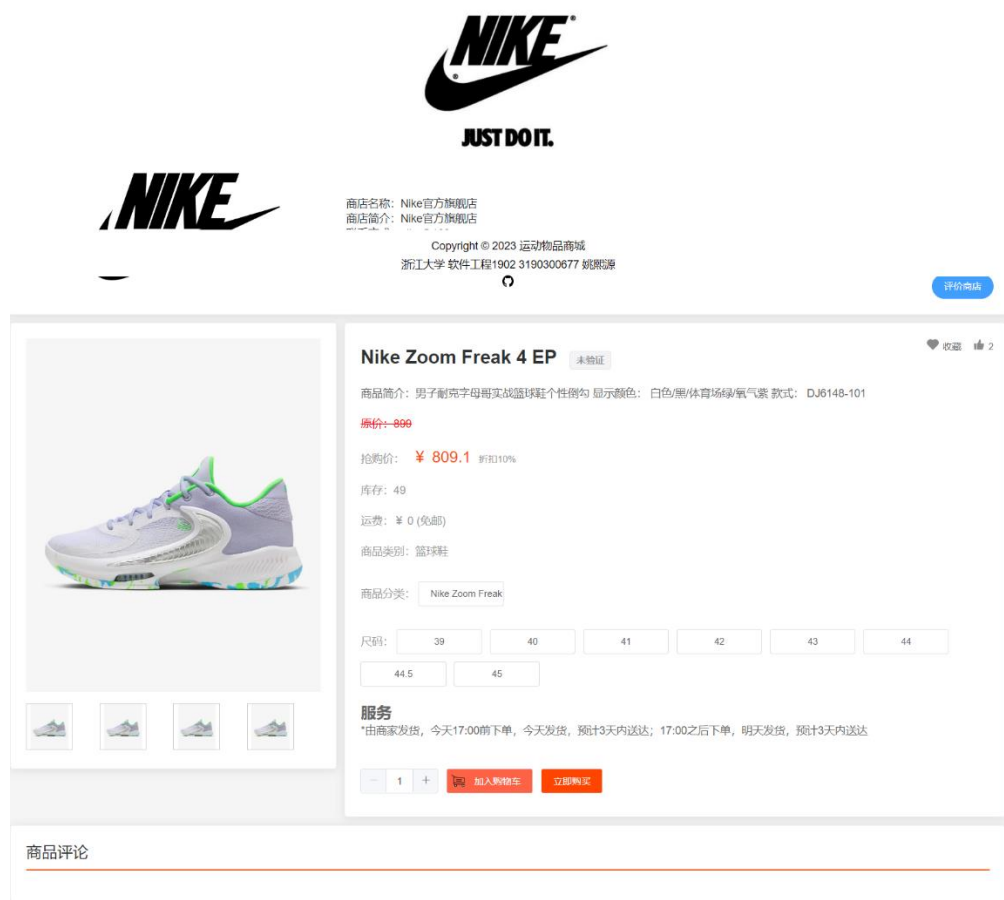 NIKE
JUST DO IT.
NIKE
商店名称：Nike官方旗舰店
商店简介：Nike官方旗舰店
Copyright © 2023 运动物品商城
浙江大学 软件工程1902 3190300677 姚熙源
评价商店
Nike Zoom Freak 4 EP 未验证
收藏 2
商品简介：男子耐克字母哥实战篮球鞋个性倒勾 显示颜色： 白色/黑/体育场绿/氧气紫 款式： DJ6148-101
原价：899
抢购价： ¥ 809.1 折扣10%
库存：49
运费：¥ 0 (免邮)
商品类别：篮球鞋
商品分类： Nike Zoom Freak
尺码： 39 40 41 42 43 44
44.5 45
服务
*由商家发货，今天17:00前下单，今天发货，预计3天内送达；17:00之后下单，明天发货，预计3天内送达
− 1 + 加入购物车 立即购买
商品评论